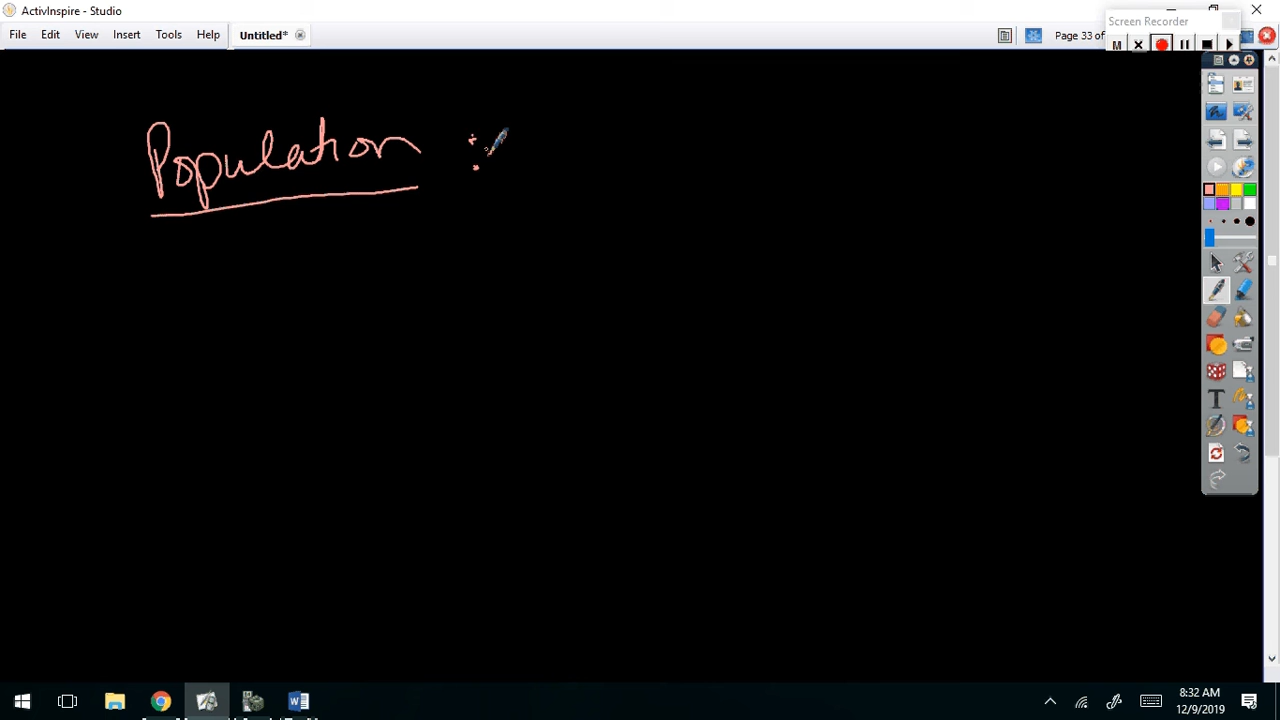 ActivInspire - Studio
Screen Recorder
File Edit View Insert Tools Help Untitled* Page 33 of
Population :
8:32 AM
12/9/2019